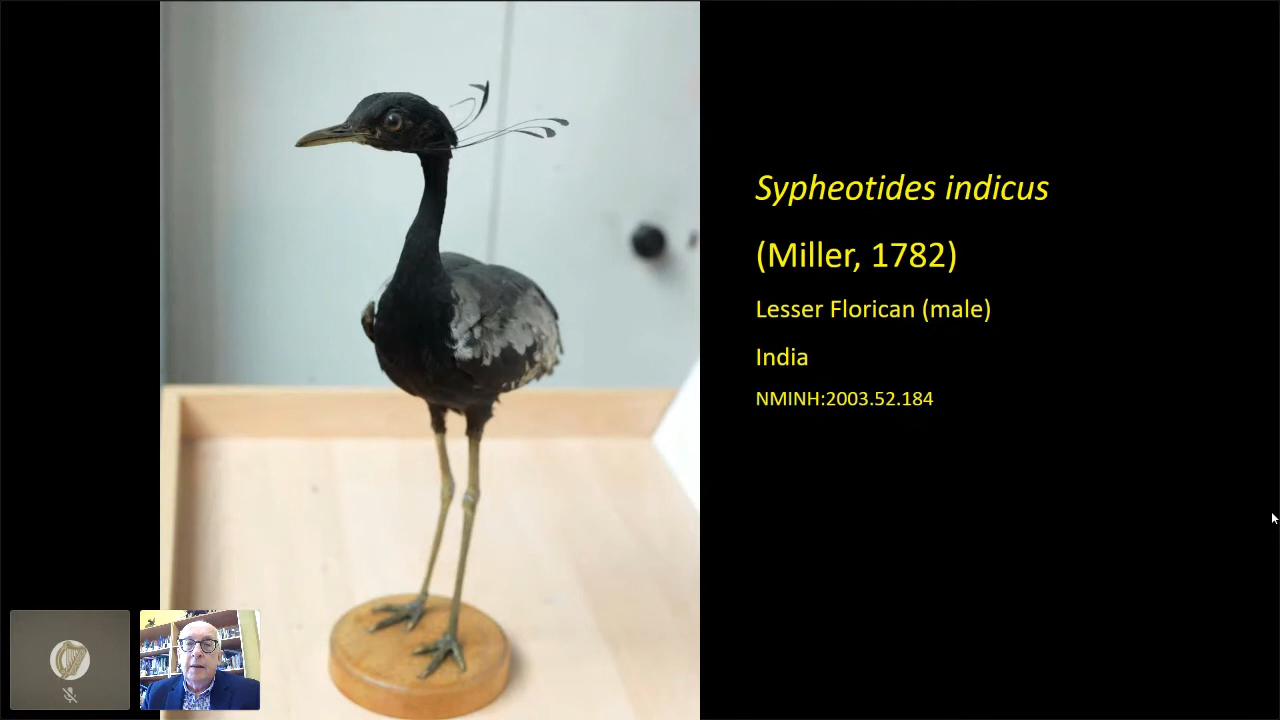 Sypheotides indicus
(Miller, 1782)
Lesser Florican (male)
India
NMINH:2003.52.184